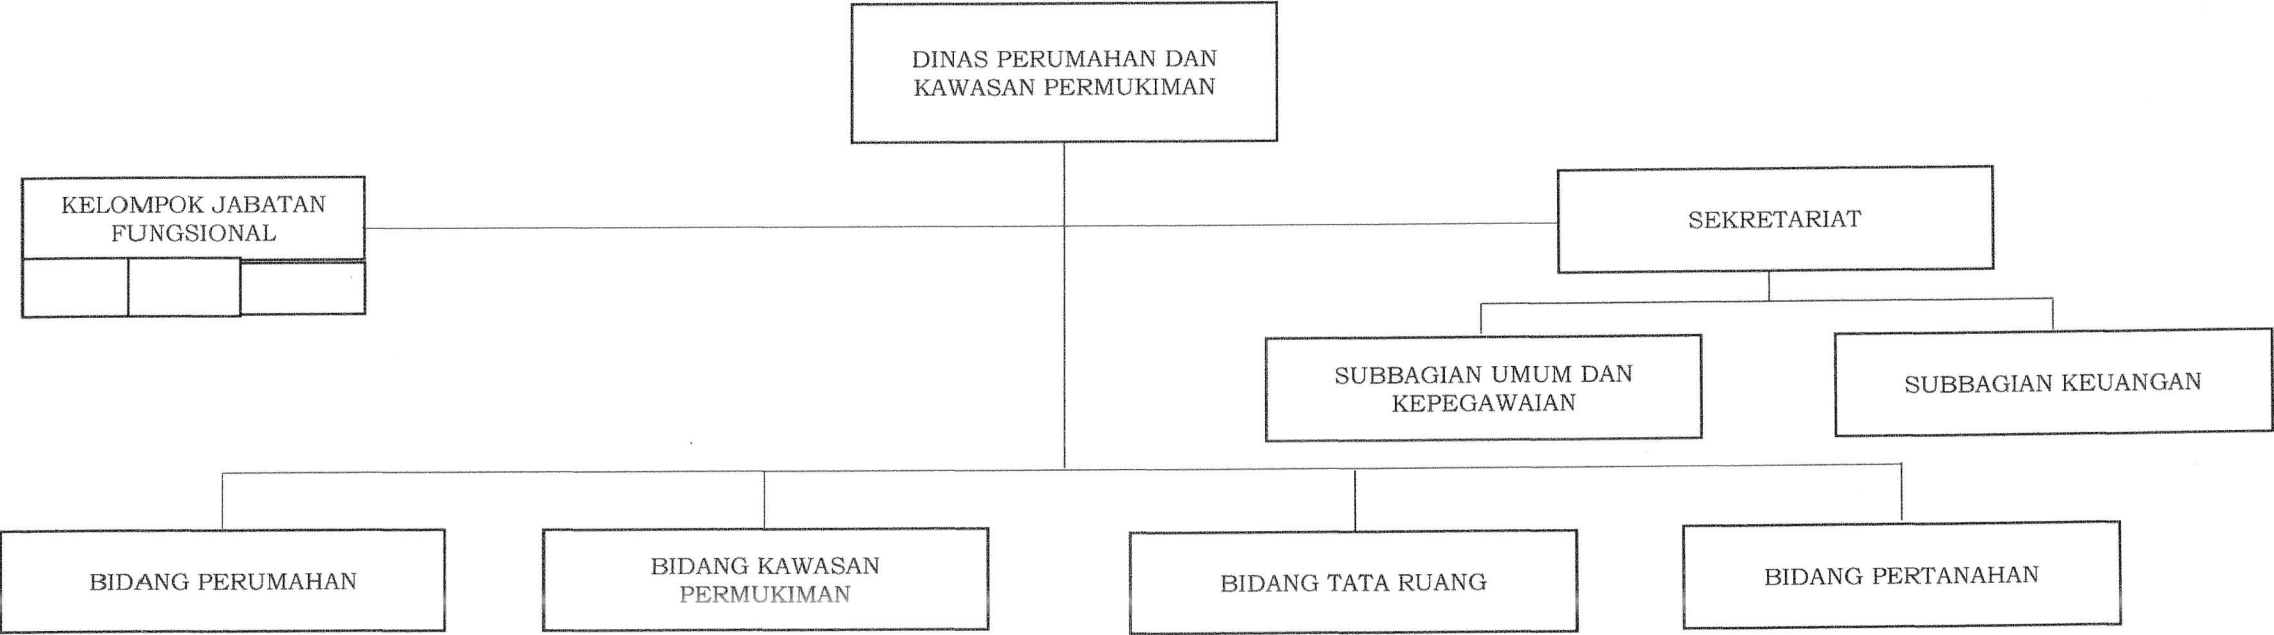 DINAS PERUMAHAN DAN
KAWASAN PERMUKIMAN
KELOMPOK JABATAN
FUNGSIONAL
SEKRETARIAT
SUBBAGIAN UMUM DAN
KEPEGAWAIAN
SUBBAGIAN KEUANGAN
BIDANG PERUMAHAN
BIDANG KAWASAN
PERMUKIMAN
BIDANG TATA RUANG
BIDANG PERTANAHAN